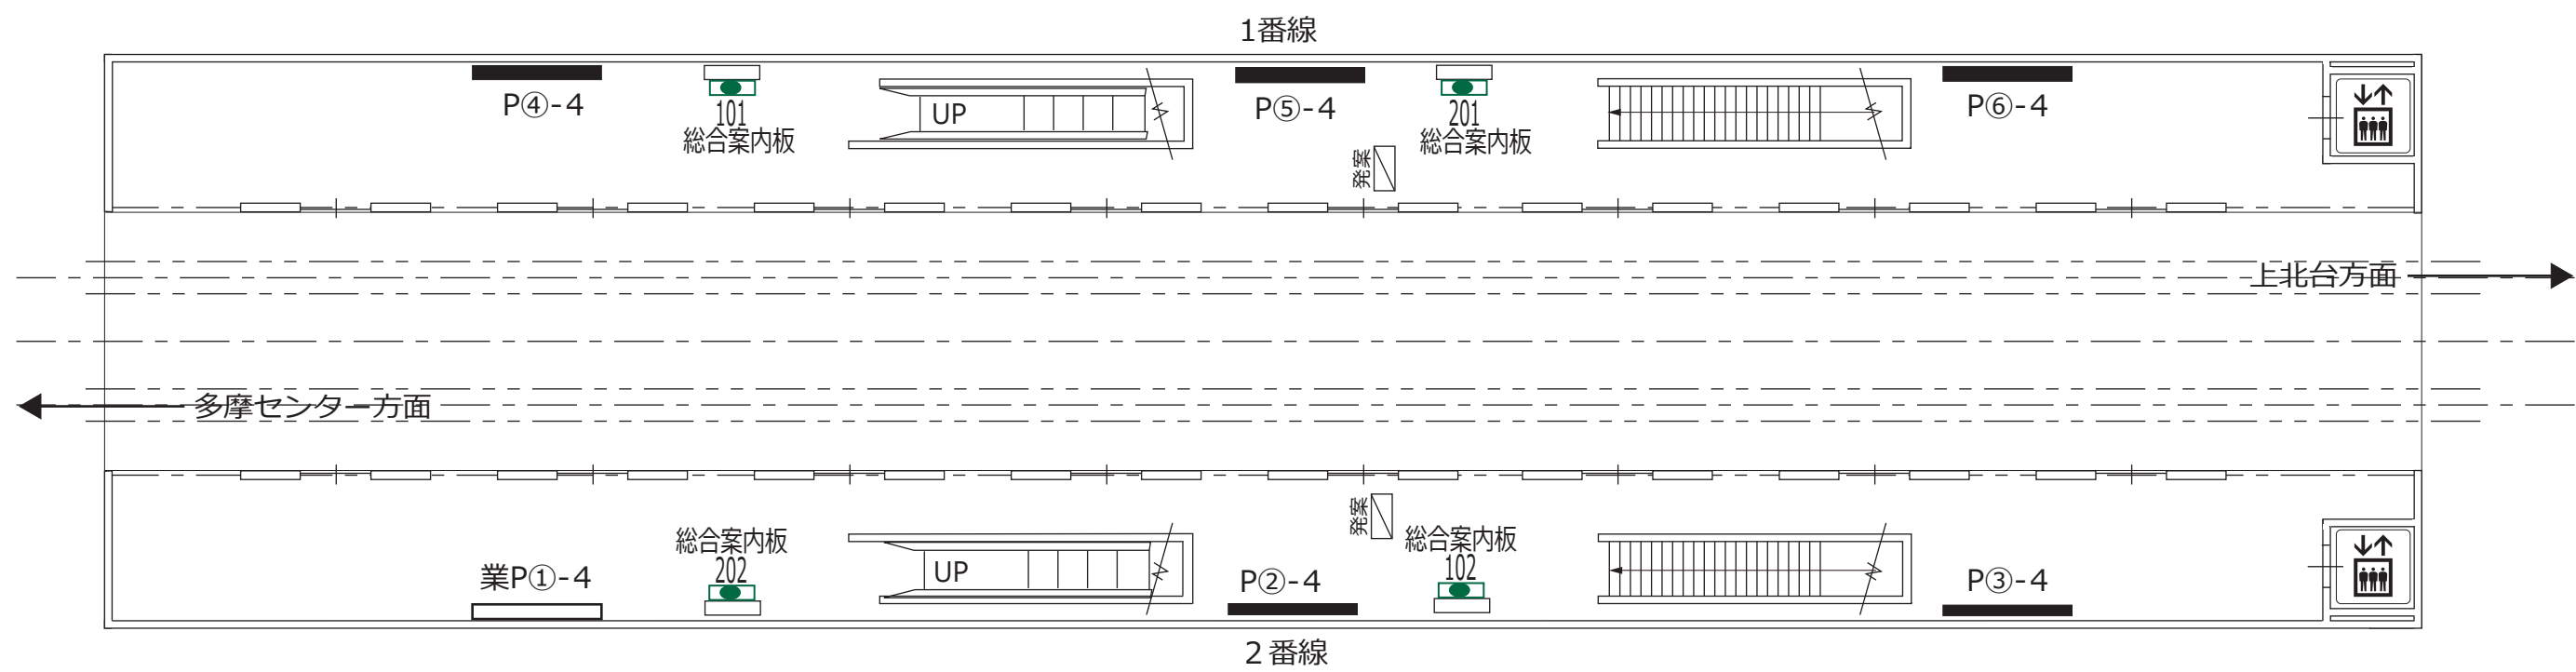 1番線
P④-4
101
総合案内板
UP
P⑤-4
201
総合案内板
P⑥-4
発案
上北台方面
多摩センター方面
発案
総合案内板
202
総合案内板
102
業P①-4
UP
P②-4
P③-4
2番線